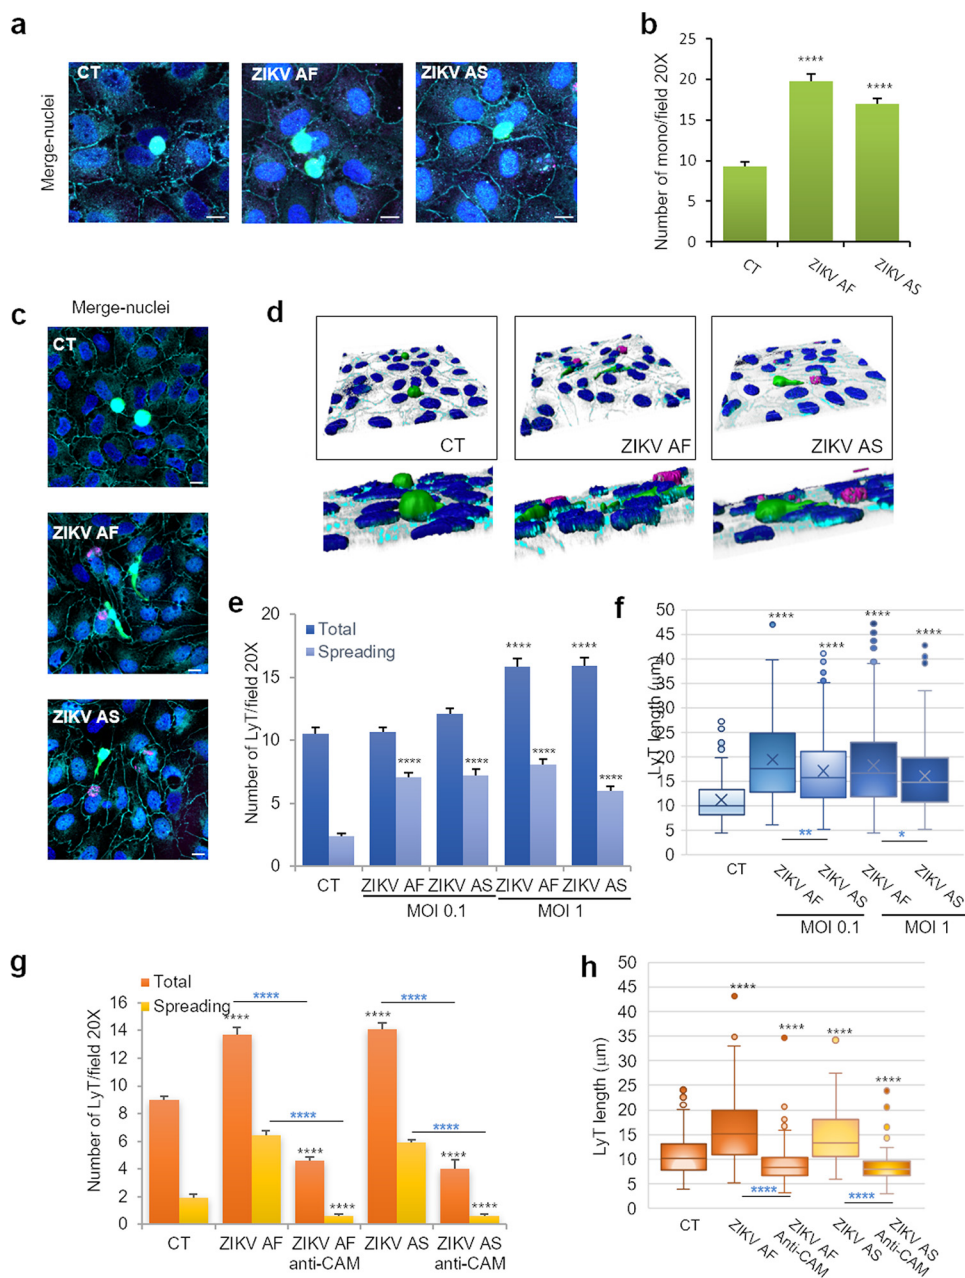 a
CT
ZIKV AF
ZIKV AS
Merge-nuclei
b
Number of mono/field 20X
25
20
15
10
5
0
****
****
CT
ZIKV AF
ZIKV AS
c
Merge-nuclei
CT
ZIKV AF
ZIKV AS
d
CT
ZIKV AF
ZIKV AS
e
Number of LyT/field 20X
20
15
10
5
0
Total
Spreading
****
****
****
****
****
****
CT
ZIKV AF
ZIKV AS
ZIKV AF
ZIKV AS
MOI 0.1
MOI 1
f
LyT length (µm)
50
45
40
35
30
25
20
15
10
5
0
****
****
****
****
**
*
CT
ZIKV AF
ZIKV AS
ZIKV AF
ZIKV AS
MOI 0.1
MOI 1
g
Total
Spreading
Number of LyT/field 20X
16
14
12
10
8
6
4
2
0
****
****
****
****
****
****
****
****
****
****
CT
ZIKV AF
ZIKV AF
anti-CAM
ZIKV AS
ZIKV AS
anti-CAM
h
LyT length (µm)
50
45
40
35
30
25
20
15
10
5
0
****
****
****
****
****
****
CT
ZIKV AF
ZIKV AF
Anti-CAM
ZIKV AS
ZIKV AS
Anti-CAM